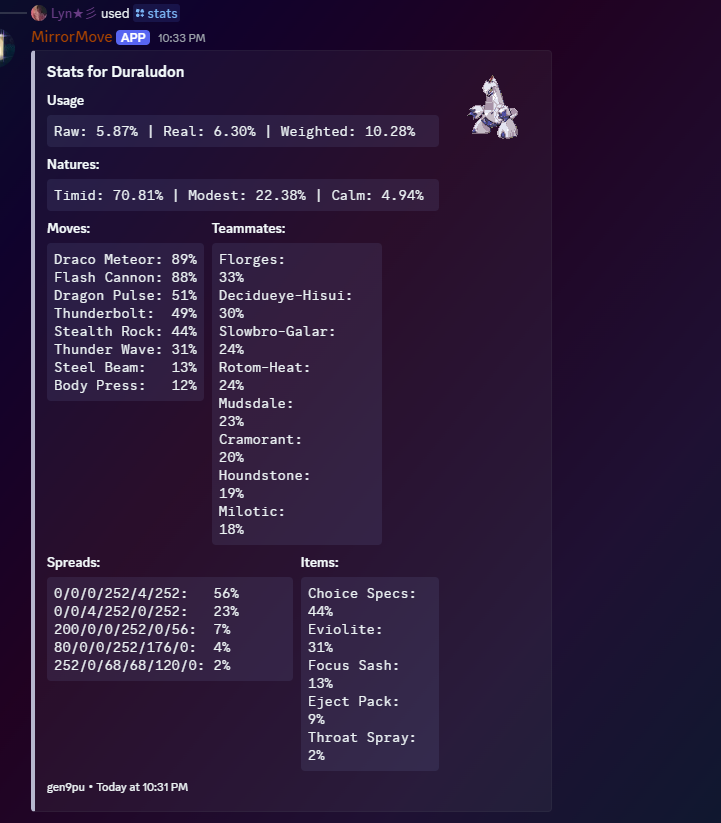 Lyn★彡 used stats
MirrorMove APP 10:33 PM
Stats for Duraludon
Usage
Raw: 5.87% | Real: 6.30% | Weighted: 10.28%
Natures:
Timid: 70.81% | Modest: 22.38% | Calm: 4.94%
Moves:
Draco Meteor: 89%
Flash Cannon: 88%
Dragon Pulse: 51%
Thunderbolt: 49%
Stealth Rock: 44%
Thunder Wave: 31%
Steel Beam: 13%
Body Press: 12%
Teammates:
Florges:
33%
Decidueye-Hisui:
30%
Slowbro-Galar:
24%
Rotom-Heat:
24%
Mudsdale:
23%
Cramorant:
20%
Houndstone:
19%
Milotic:
18%
Spreads:
0/0/0/252/4/252: 56%
0/0/4/252/0/252: 23%
200/0/0/252/0/56: 7%
80/0/0/252/176/0: 4%
252/0/68/68/120/0: 2%
Items:
Choice Specs:
44%
Eviolite:
31%
Focus Sash:
13%
Eject Pack:
9%
Throat Spray:
2%
gen9pu • Today at 10:31 PM